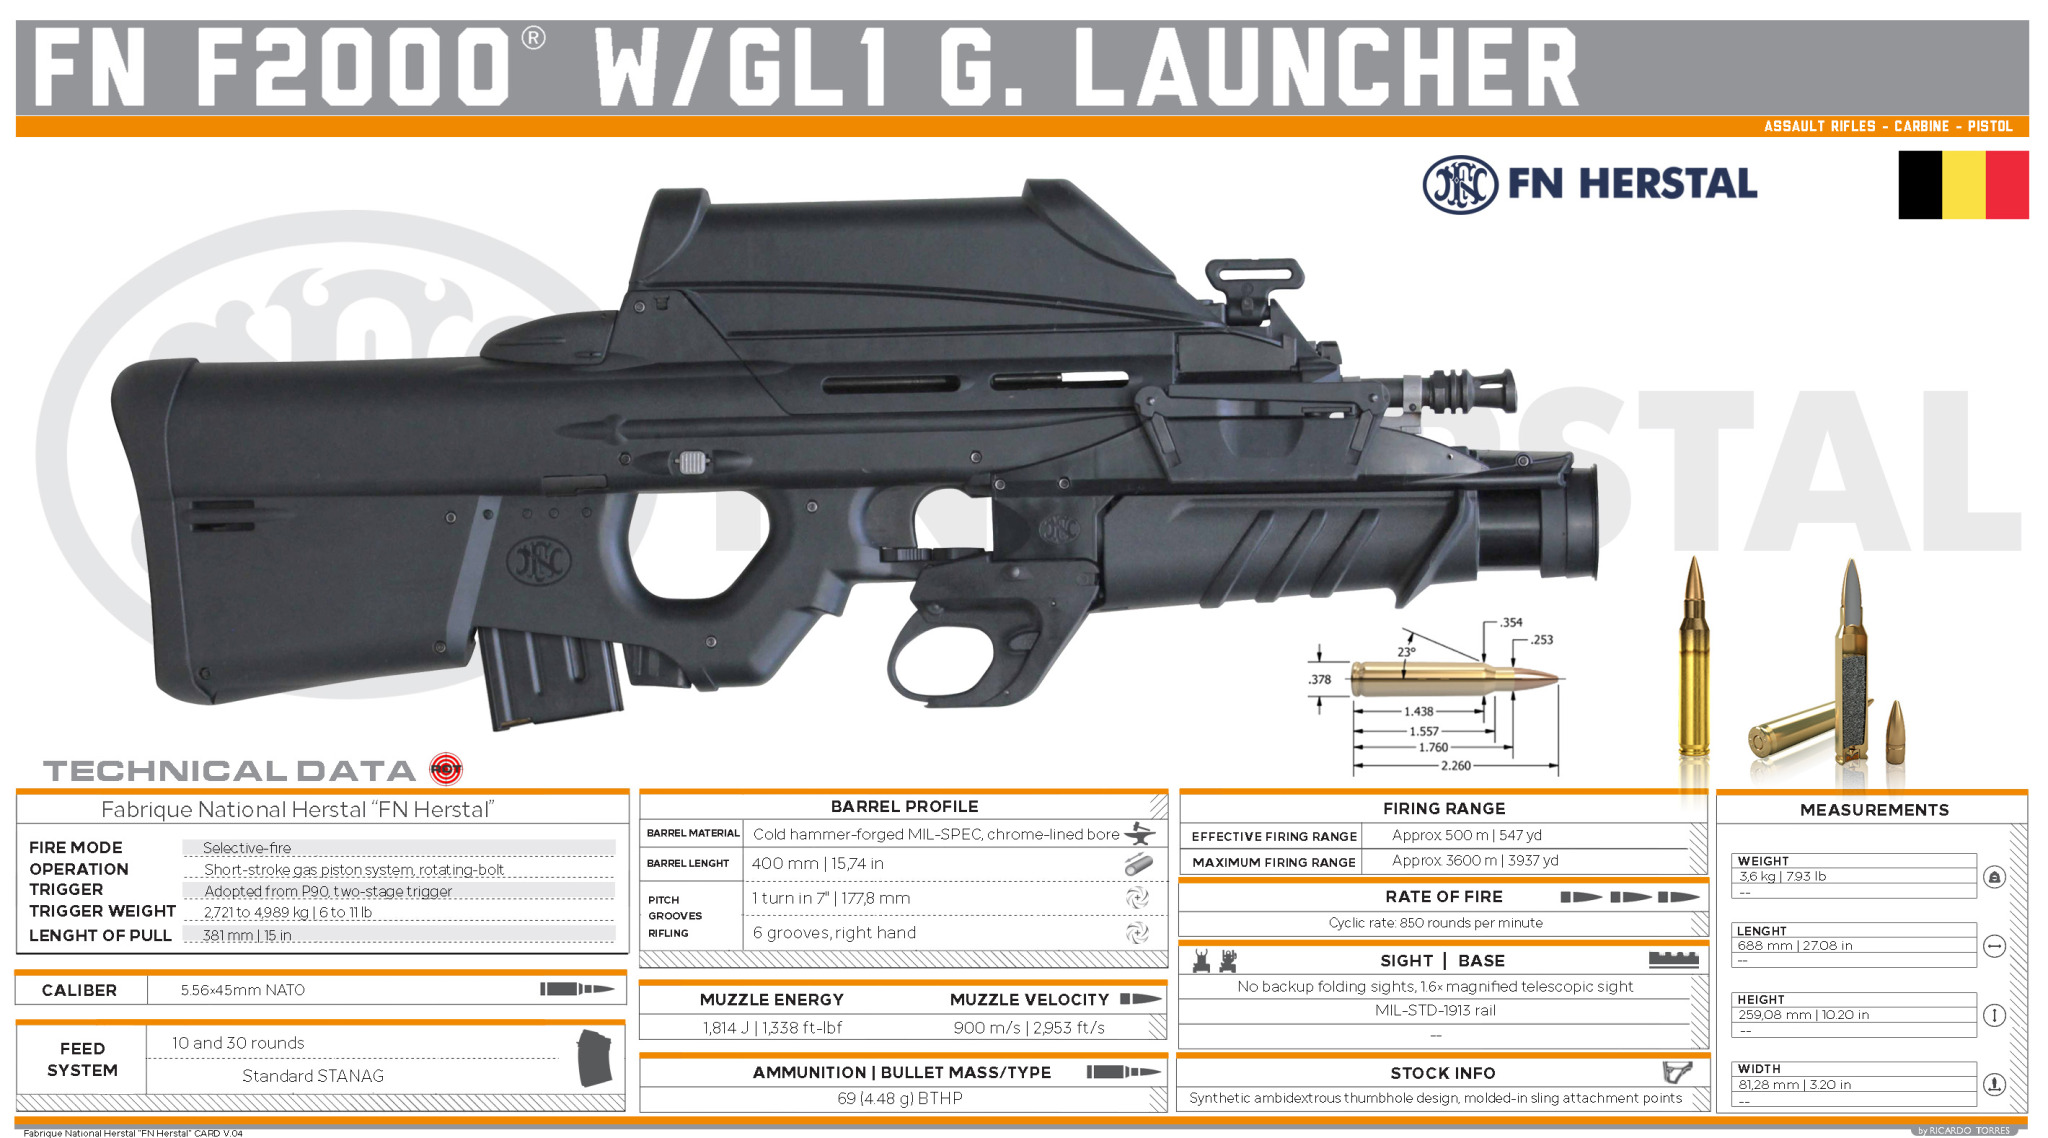 FN F2000® W/GL1 G. LAUNCHER
ASSAULT RIFLES - CARBINE - PISTOL
FN HERSTAL
.354
.253
23°
.378
1.438
1.557
1.760
2.260
TECHNICAL DATA
Fabrique National Herstal “FN Herstal”
FIRE MODE Selective-fire
OPERATION Short-stroke gas piston system, rotating-bolt
TRIGGER Adopted from P90, two-stage trigger
TRIGGER WEIGHT 2,721 to 4,989 kg | 6 to 11 lb
LENGHT OF PULL 381 mm | 15 in
CALIBER 5.56×45mm NATO
FEED SYSTEM
10 and 30 rounds
Standard STANAG
BARREL PROFILE
BARREL MATERIAL Cold hammer-forged MIL-SPEC, chrome-lined bore
BARREL LENGHT 400 mm | 15,74 in
PITCH GROOVES RIFLING
1 turn in 7" | 177,8 mm
6 grooves, right hand
MUZZLE ENERGY MUZZLE VELOCITY
1,814 J | 1,338 ft-lbf 900 m/s | 2,953 ft/s
AMMUNITION | BULLET MASS/TYPE
69 (4.48 g) BTHP
FIRING RANGE
EFFECTIVE FIRING RANGE Approx 500 m | 547 yd
MAXIMUM FIRING RANGE Approx 3600 m | 3937 yd
RATE OF FIRE
Cyclic rate: 850 rounds per minute
SIGHT | BASE
No backup folding sights, 1.6× magnified telescopic sight
MIL-STD-1913 rail
--
STOCK INFO
Synthetic ambidextrous thumbhole design, molded-in sling attachment points
MEASUREMENTS
WEIGHT
3,6 kg | 7.93 lb
--
LENGHT
688 mm | 27.08 in
--
HEIGHT
259,08 mm | 10.20 in
--
WIDTH
81,28 mm | 3.20 in
--
Fabrique National Herstal "FN Herstal" CARD V.04
by RICARDO TORRES